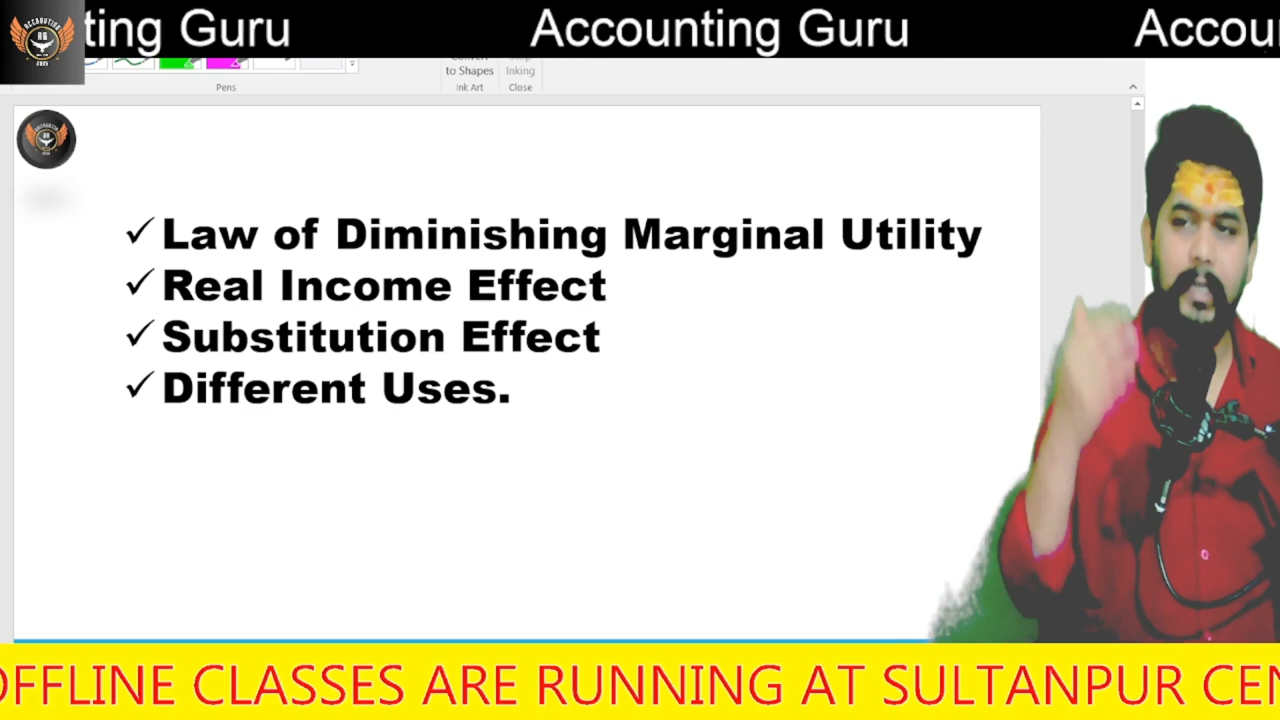 ting Guru Accounting Guru Accou
to Shapes Inking
Pens Ink Art Close
Law of Diminishing Marginal Utility
Real Income Effect
Substitution Effect
Different Uses.
OFFLINE CLASSES ARE RUNNING AT SULTANPUR CEN